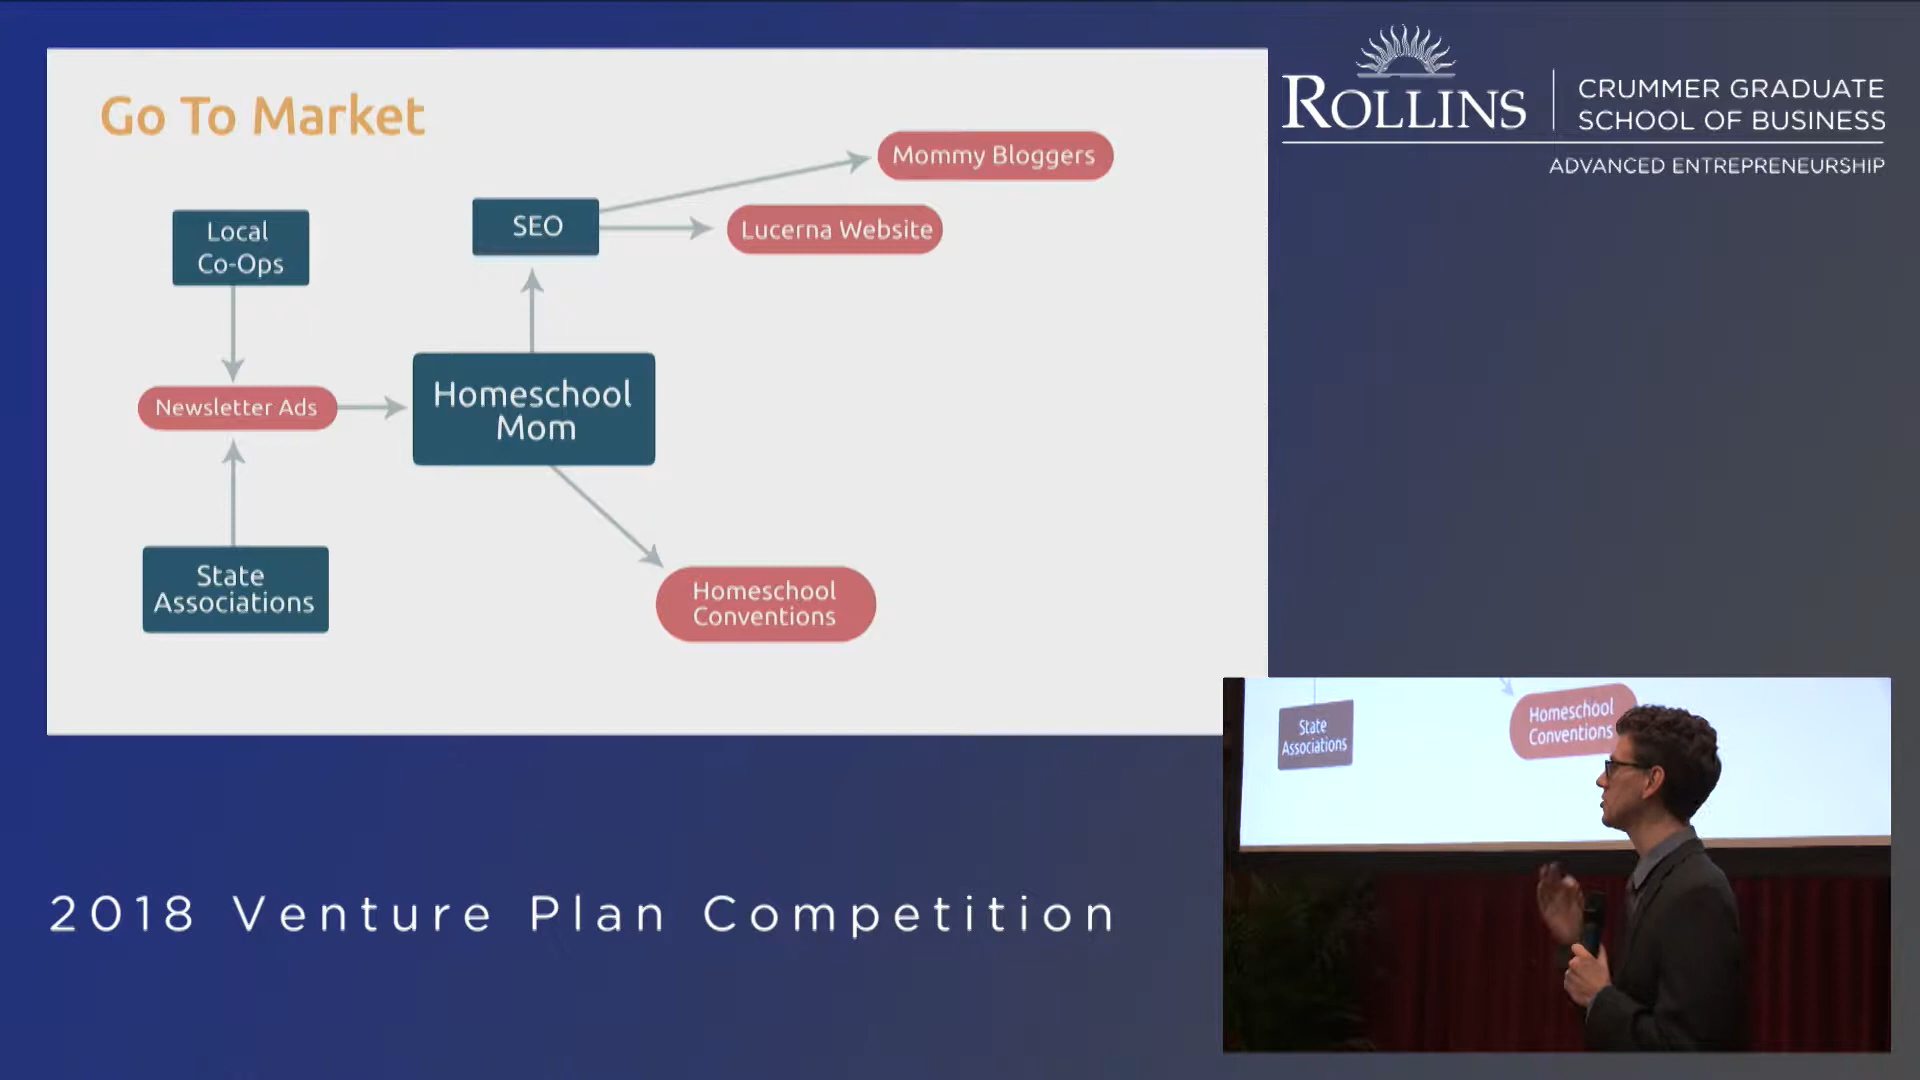 Go To Market
Mommy Bloggers
SEO
Lucerna Website
Local
Co-Ops
Newsletter Ads
Homeschool
Mom
State
Associations
Homeschool
Conventions
ROLLINS
CRUMMER GRADUATE
SCHOOL OF BUSINESS
ADVANCED ENTREPRENEURSHIP
State
Associations
Homeschool
Conventions
2018 Venture Plan Competition